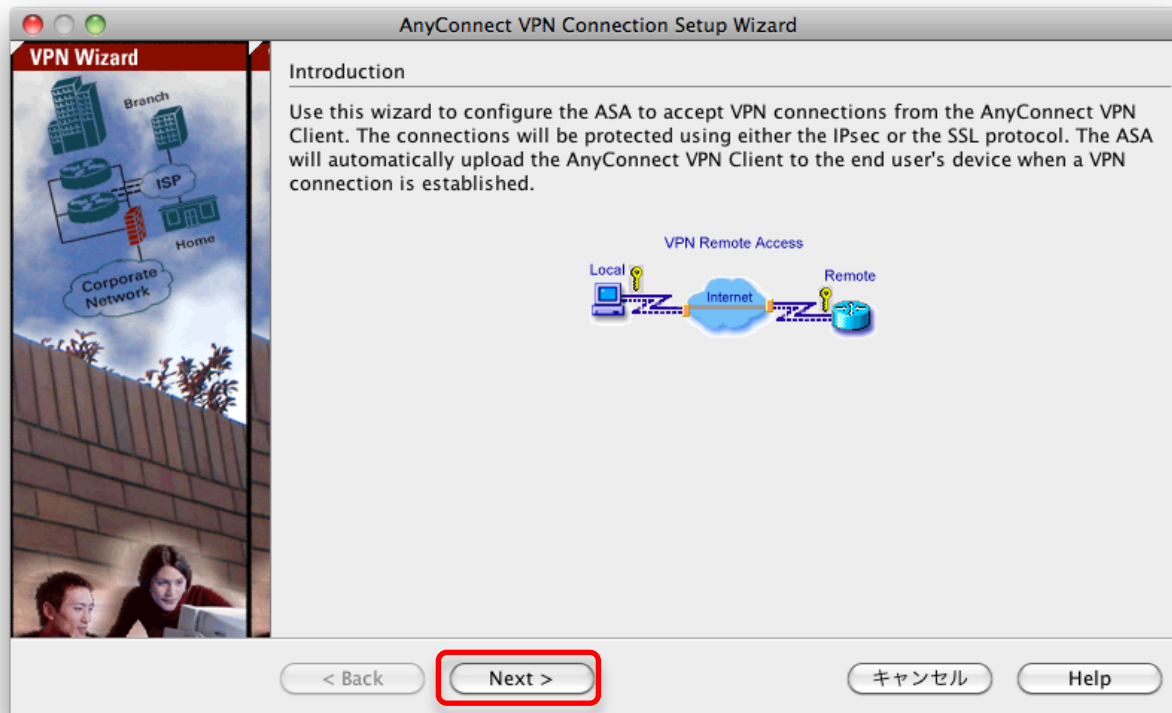 AnyConnect VPN Connection Setup Wizard
VPN Wizard
Branch
ISP
Home
Corporate
Network
Introduction
Use this wizard to configure the ASA to accept VPN connections from the AnyConnect VPN
Client. The connections will be protected using either the IPsec or the SSL protocol. The ASA
will automatically upload the AnyConnect VPN Client to the end user's device when a VPN
connection is established.
VPN Remote Access
Local
Remote
Internet
< Back
Next >
キャンセル
Help